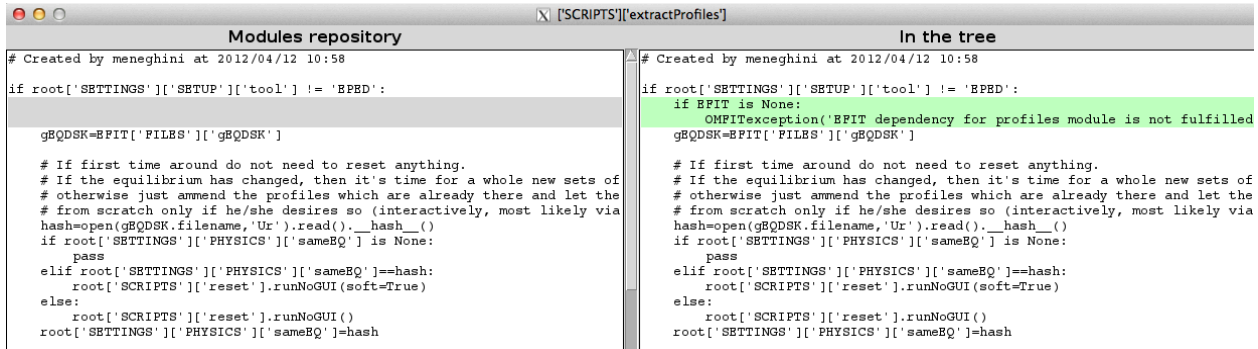 ['SCRIPTS']['extractProfiles']
Modules repository
# Created by meneghini at 2012/04/12 10:58
if root['SETTINGS']['SETUP']['tool'] != 'EPED':
gEQDSK=EFIT['FILES']['gEQDSK']
# If first time around do not need to reset anything.
# If the equilibrium has changed, then it's time for a whole new sets of
# otherwise just ammend the profiles which are already there and let the
# from scratch only if he/she desires so (interactively, most likely via
hash=open(gEQDSK.filename,'Ur').read().__hash__()
if root['SETTINGS']['PHYSICS']['sameEQ'] is None:
pass
elif root['SETTINGS']['PHYSICS']['sameEQ']==hash:
root['SCRIPTS']['reset'].runNoGUI(soft=True)
else:
root['SCRIPTS']['reset'].runNoGUI()
root['SETTINGS']['PHYSICS']['sameEQ']=hash
In the tree
# Created by meneghini at 2012/04/12 10:58
if root['SETTINGS']['SETUP']['tool'] != 'EPED':
if EFIT is None:
OMFITexception('EFIT dependency for profiles module is not fulfilled
gEQDSK=EFIT['FILES']['gEQDSK']
# If first time around do not need to reset anything.
# If the equilibrium has changed, then it's time for a whole new sets of
# otherwise just ammend the profiles which are already there and let the
# from scratch only if he/she desires so (interactively, most likely via
hash=open(gEQDSK.filename,'Ur').read().__hash__()
if root['SETTINGS']['PHYSICS']['sameEQ'] is None:
pass
elif root['SETTINGS']['PHYSICS']['sameEQ']==hash:
root['SCRIPTS']['reset'].runNoGUI(soft=True)
else:
root['SCRIPTS']['reset'].runNoGUI()
root['SETTINGS']['PHYSICS']['sameEQ']=hash